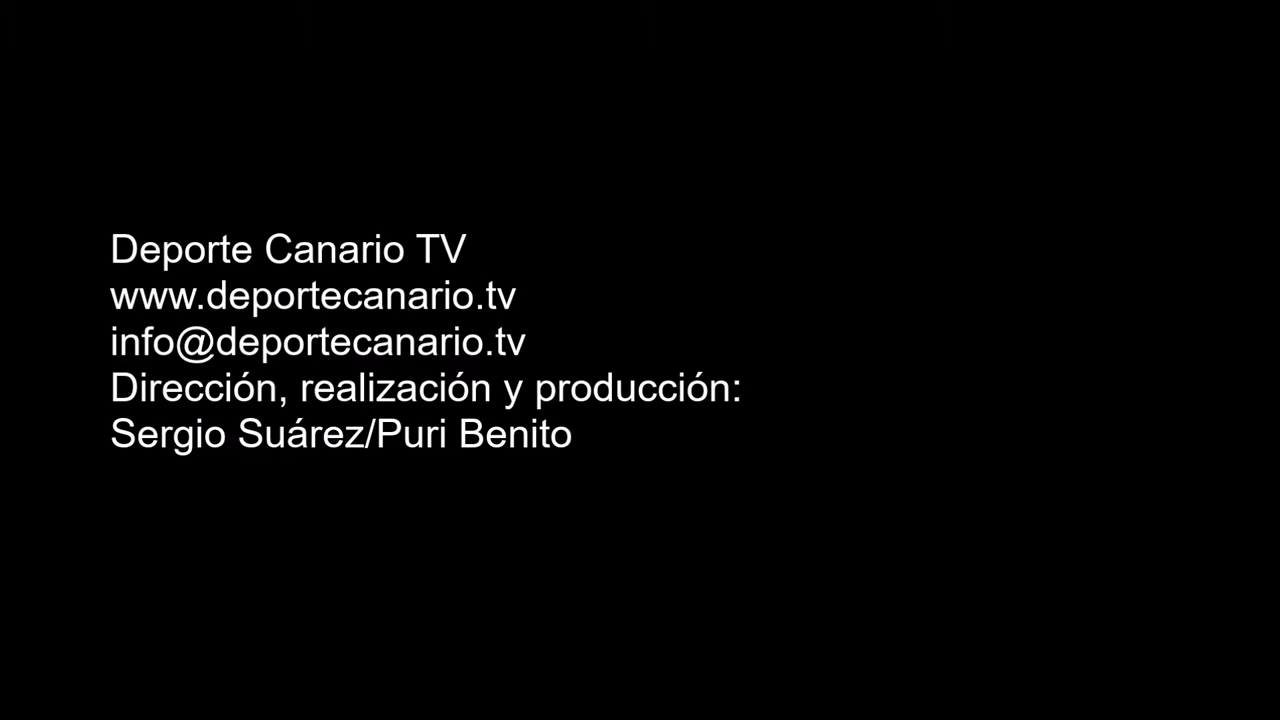 Deporte Canario TV
www.deportecanario.tv
info@deportecanario.tv
Dirección, realización y producción:
Sergio Suárez/Puri Benito